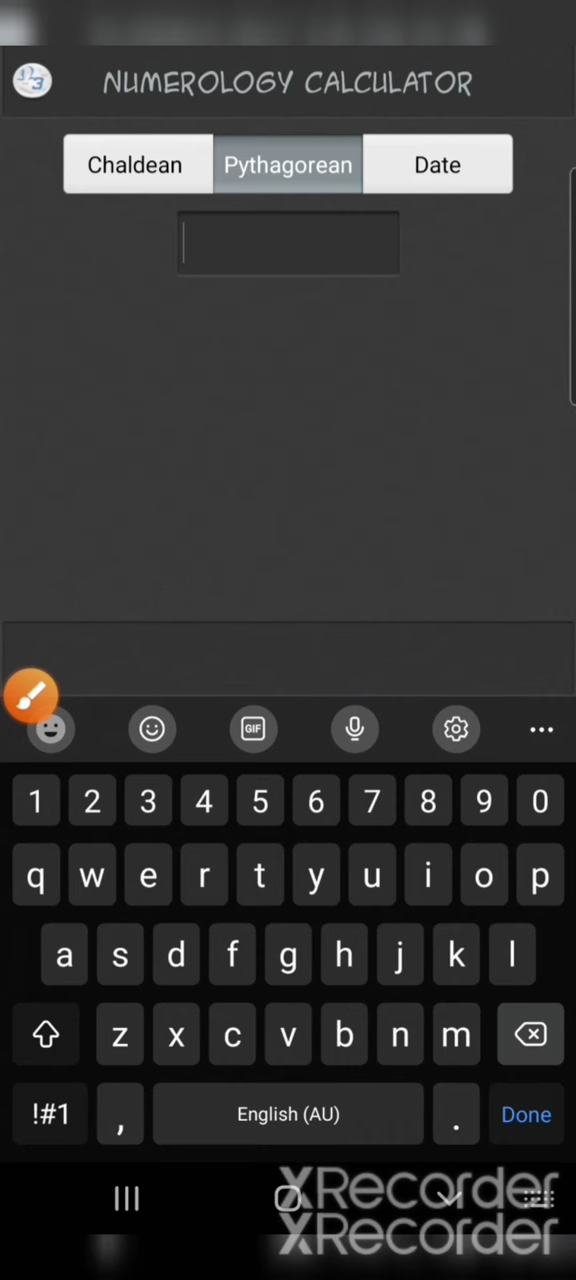 123
NUMEROLOGY CALCULATOR
Chaldean Pythagorean Date
GIF
1 2 3 4 5 6 7 8 9 0
q w e r t y u i o p
a s d f g h j k l
z x c v b n m
!#1 , English (AU) . Done
XRecorder
XRecorder